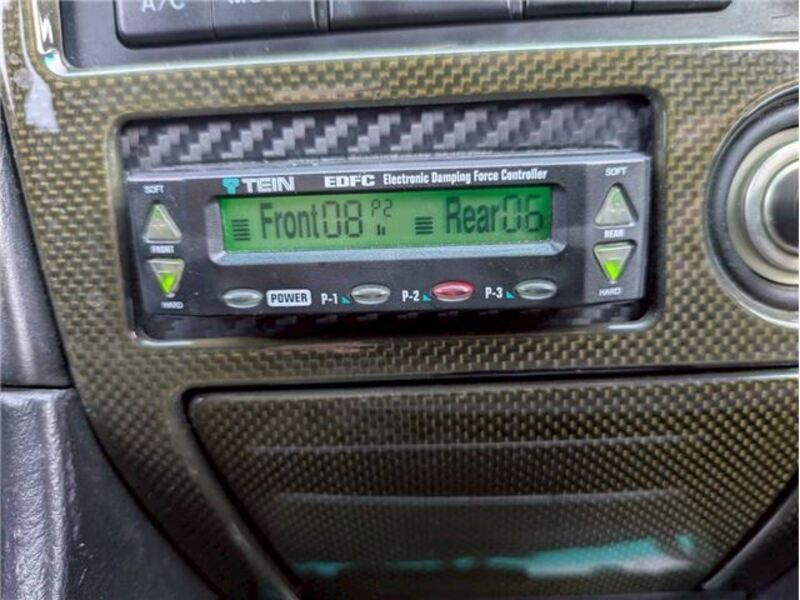 A/C
TEIN EDFC Electronic Damping Force Controller
SOFT
SOFT
Front08 P2 Rear06
FRONT
REAR
HARD
HARD
POWER P-1 P-2 P-3